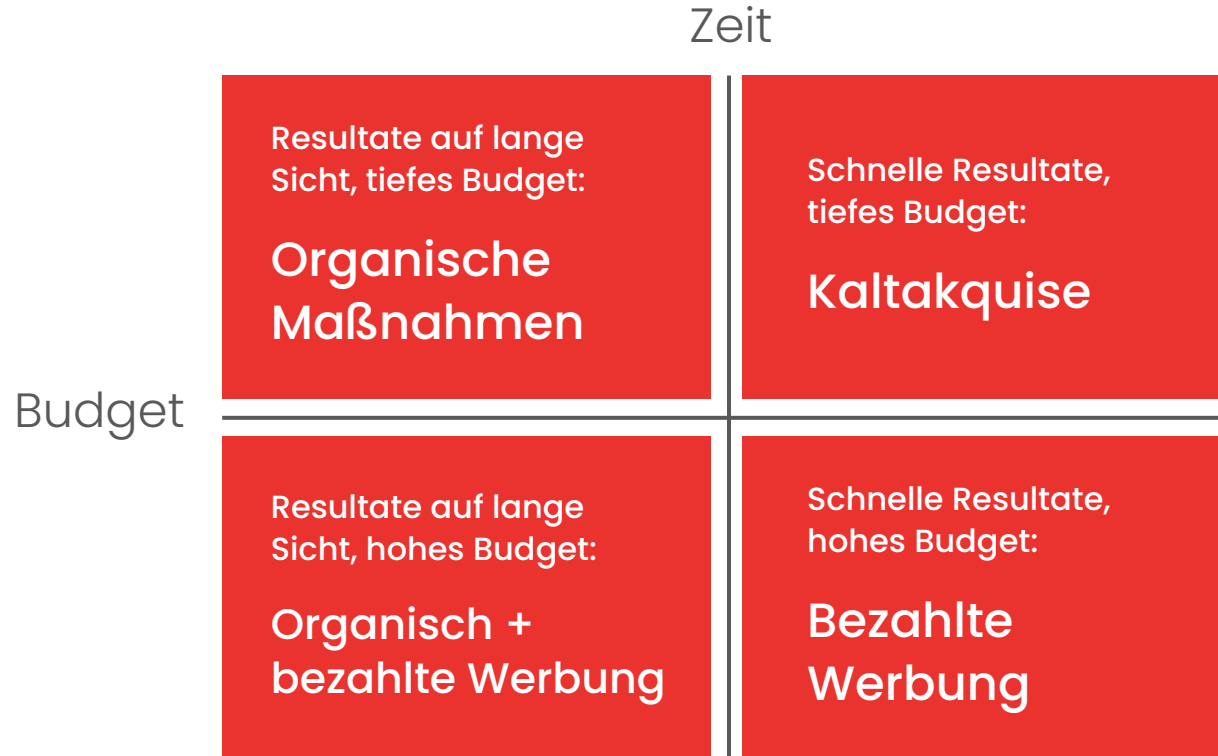 Zeit
Resultate auf lange
Sicht, tiefes Budget:
Organische
Maßnahmen
Schnelle Resultate,
tiefes Budget:
Kaltakquise
Budget
Resultate auf lange
Sicht, hohes Budget:
Organisch +
bezahlte Werbung
Schnelle Resultate,
hohes Budget:
Bezahlte
Werbung